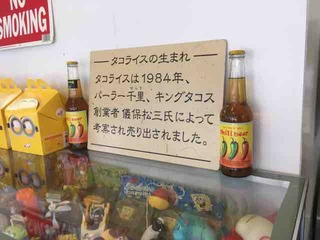 NO
SMOKING
タコライスの生まれ
タコライスは1984年、
パーラー千里、キングタコス
創業者 儀保松三氏によって
考案され売り出されました。